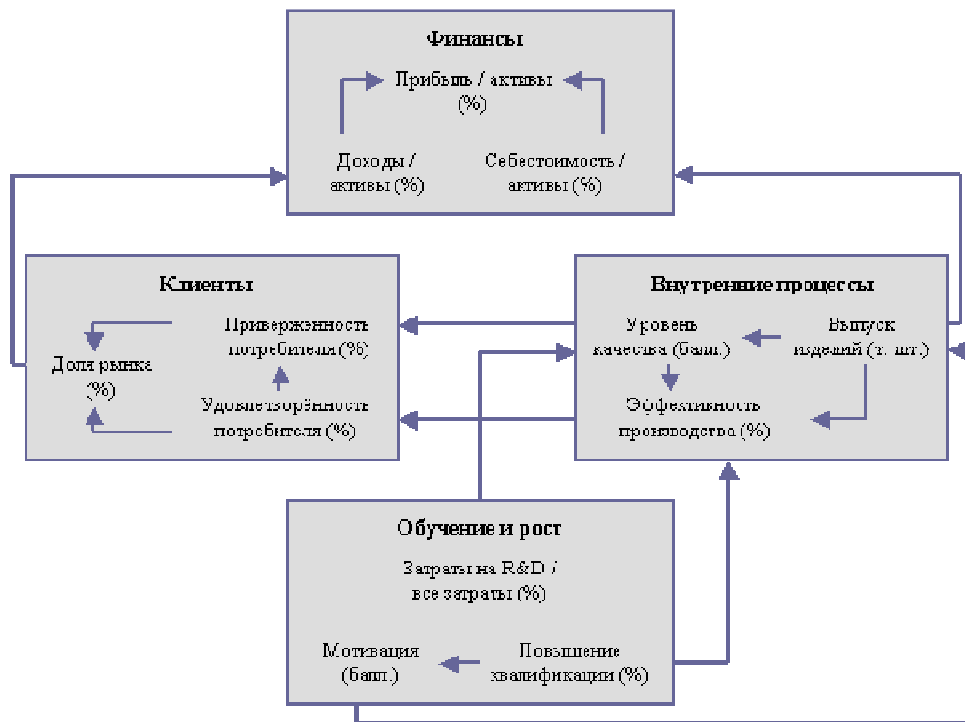 Финансы
Прибыль / активы
(%)
Доходы /
активы (%)
Себестоимость /
активы (%)
Клиенты
Приверженность
потребителя (%)
Доля рынка
(%)
Удовлетворённость
потребителя (%)
Внутренние процессы
Уровень
качества (балл.)
Выпуск
изделий (т. шт.)
Эффективность
производства (%)
Обучение и рост
Затраты на R&D /
все затраты (%)
Мотивация
(балл.)
Повышение
квалификации (%)